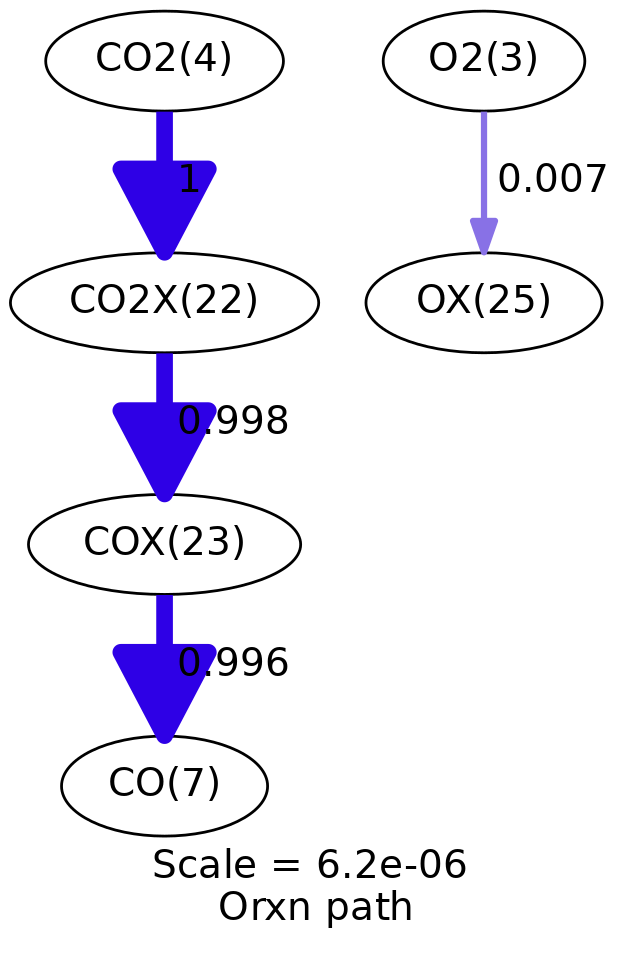 CO2(4)
O2(3)
1
0.007
CO2X(22)
OX(25)
0.998
COX(23)
0.996
CO(7)
Scale = 6.2e-06
Orxn path